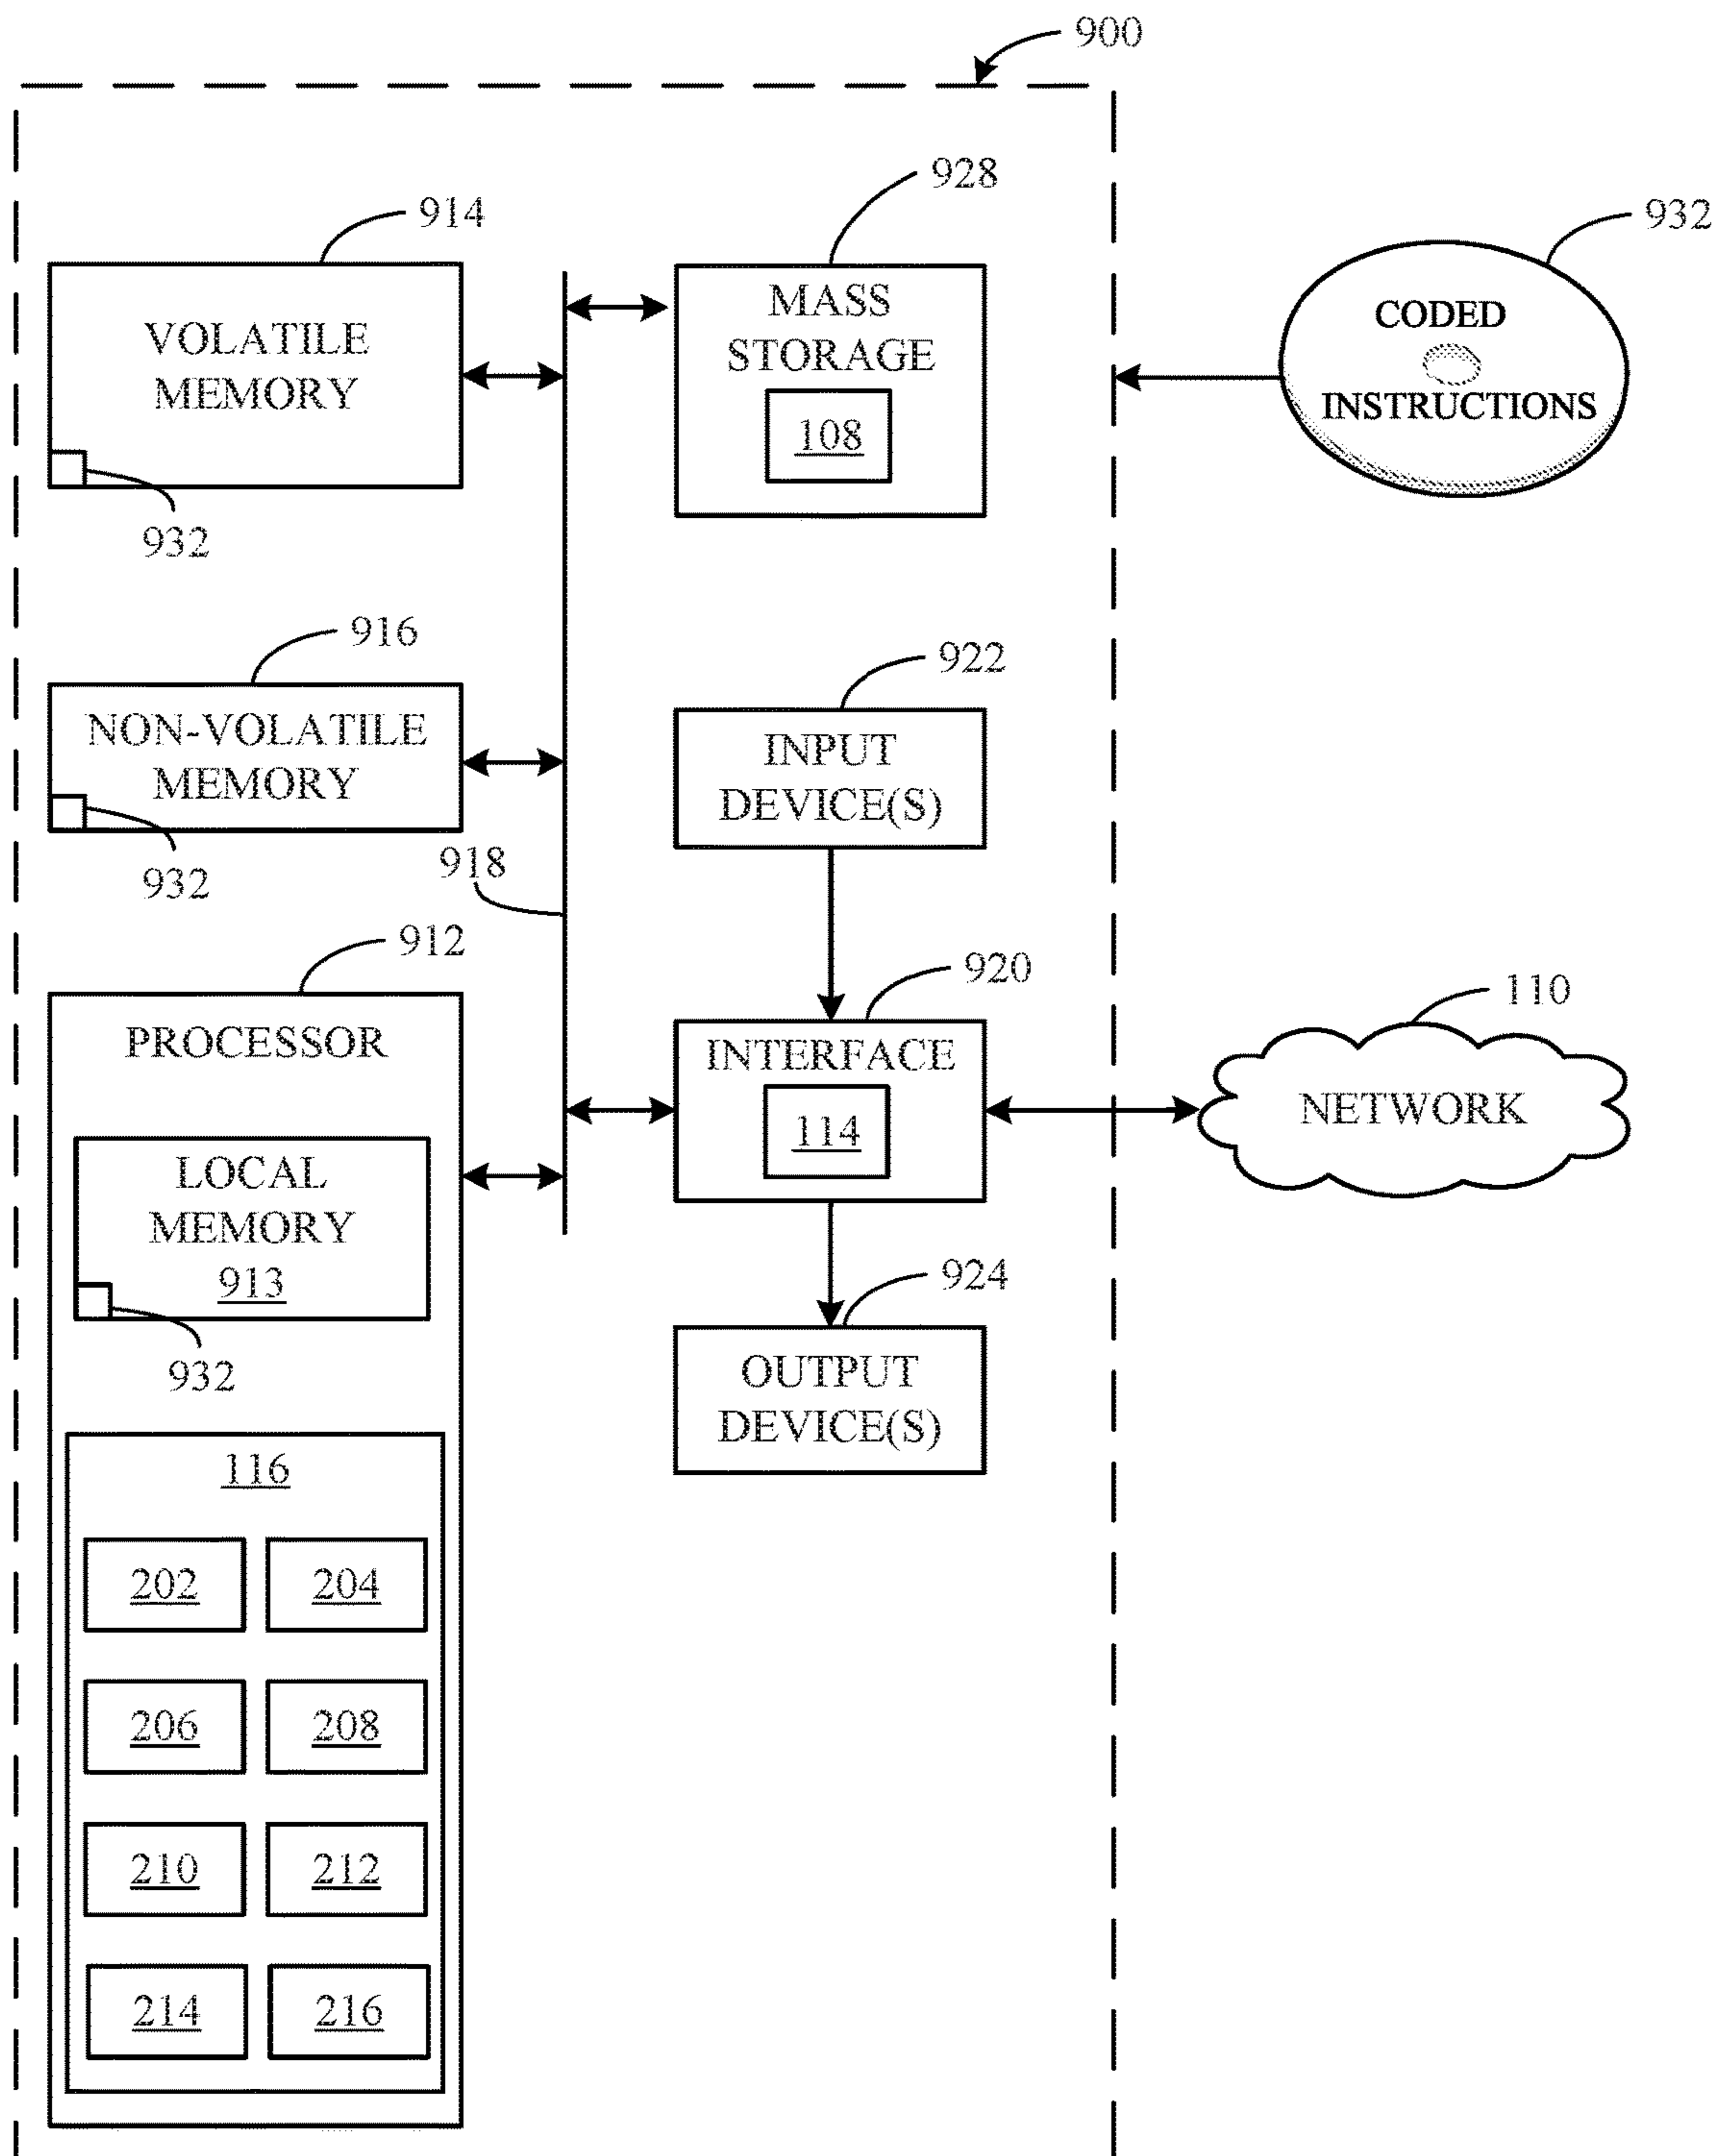 900
914
VOLATILE
MEMORY
932
928
MASS
STORAGE
108
932
CODED
INSTRUCTIONS
916
NON-VOLATILE
MEMORY
932
918
922
INPUT
DEVICE(S)
912
PROCESSOR
LOCAL
MEMORY
913
932
920
INTERFACE
114
110
NETWORK
924
OUTPUT
DEVICE(S)
116
202 204
206 208
210 212
214 216